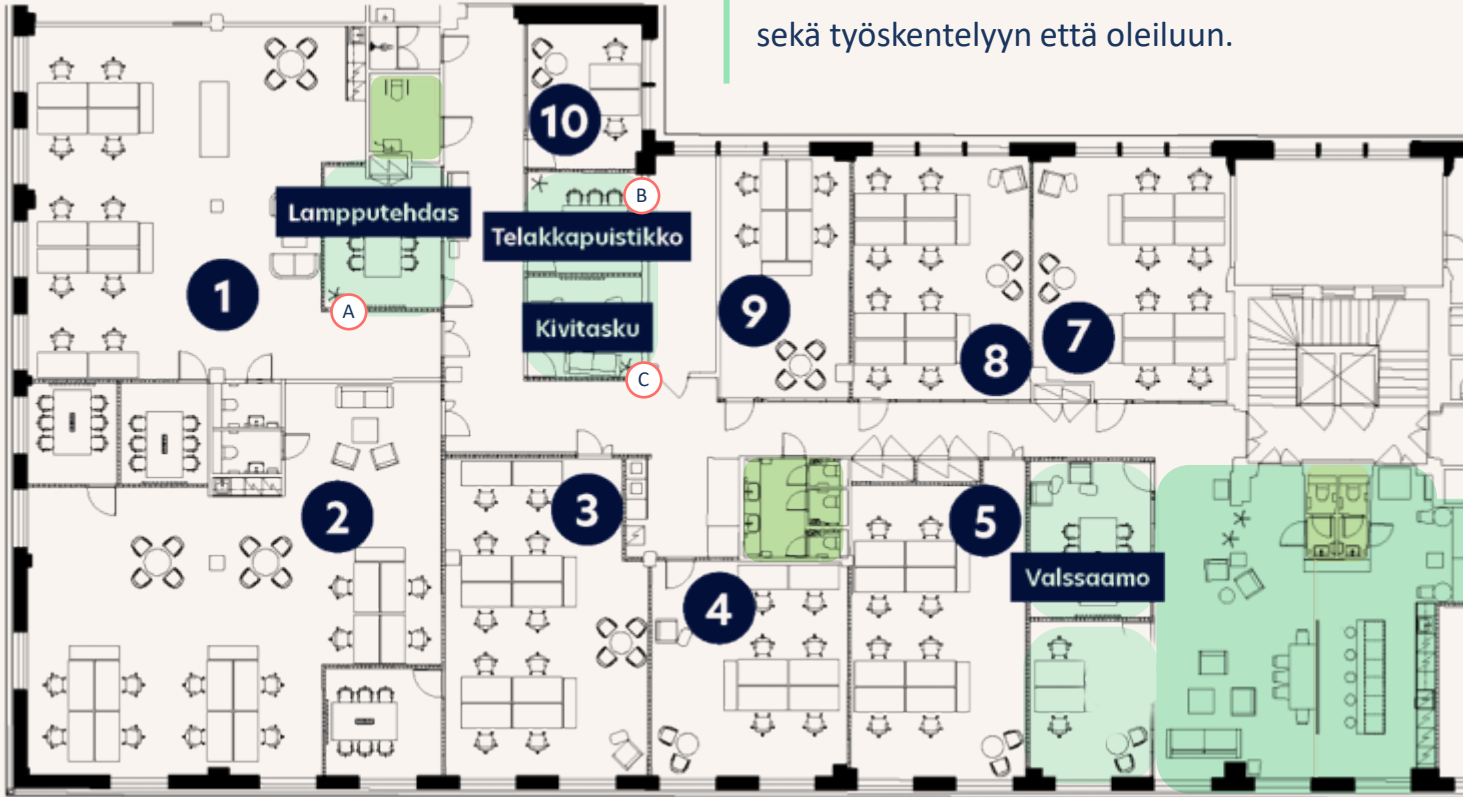 sekä työskentelyyn että oleiluun.
10
B
Lampputehdas
Telakkapuistikko
1
9
7
A
Kivitasku
8
C
2
3
5
Valssaamo
4